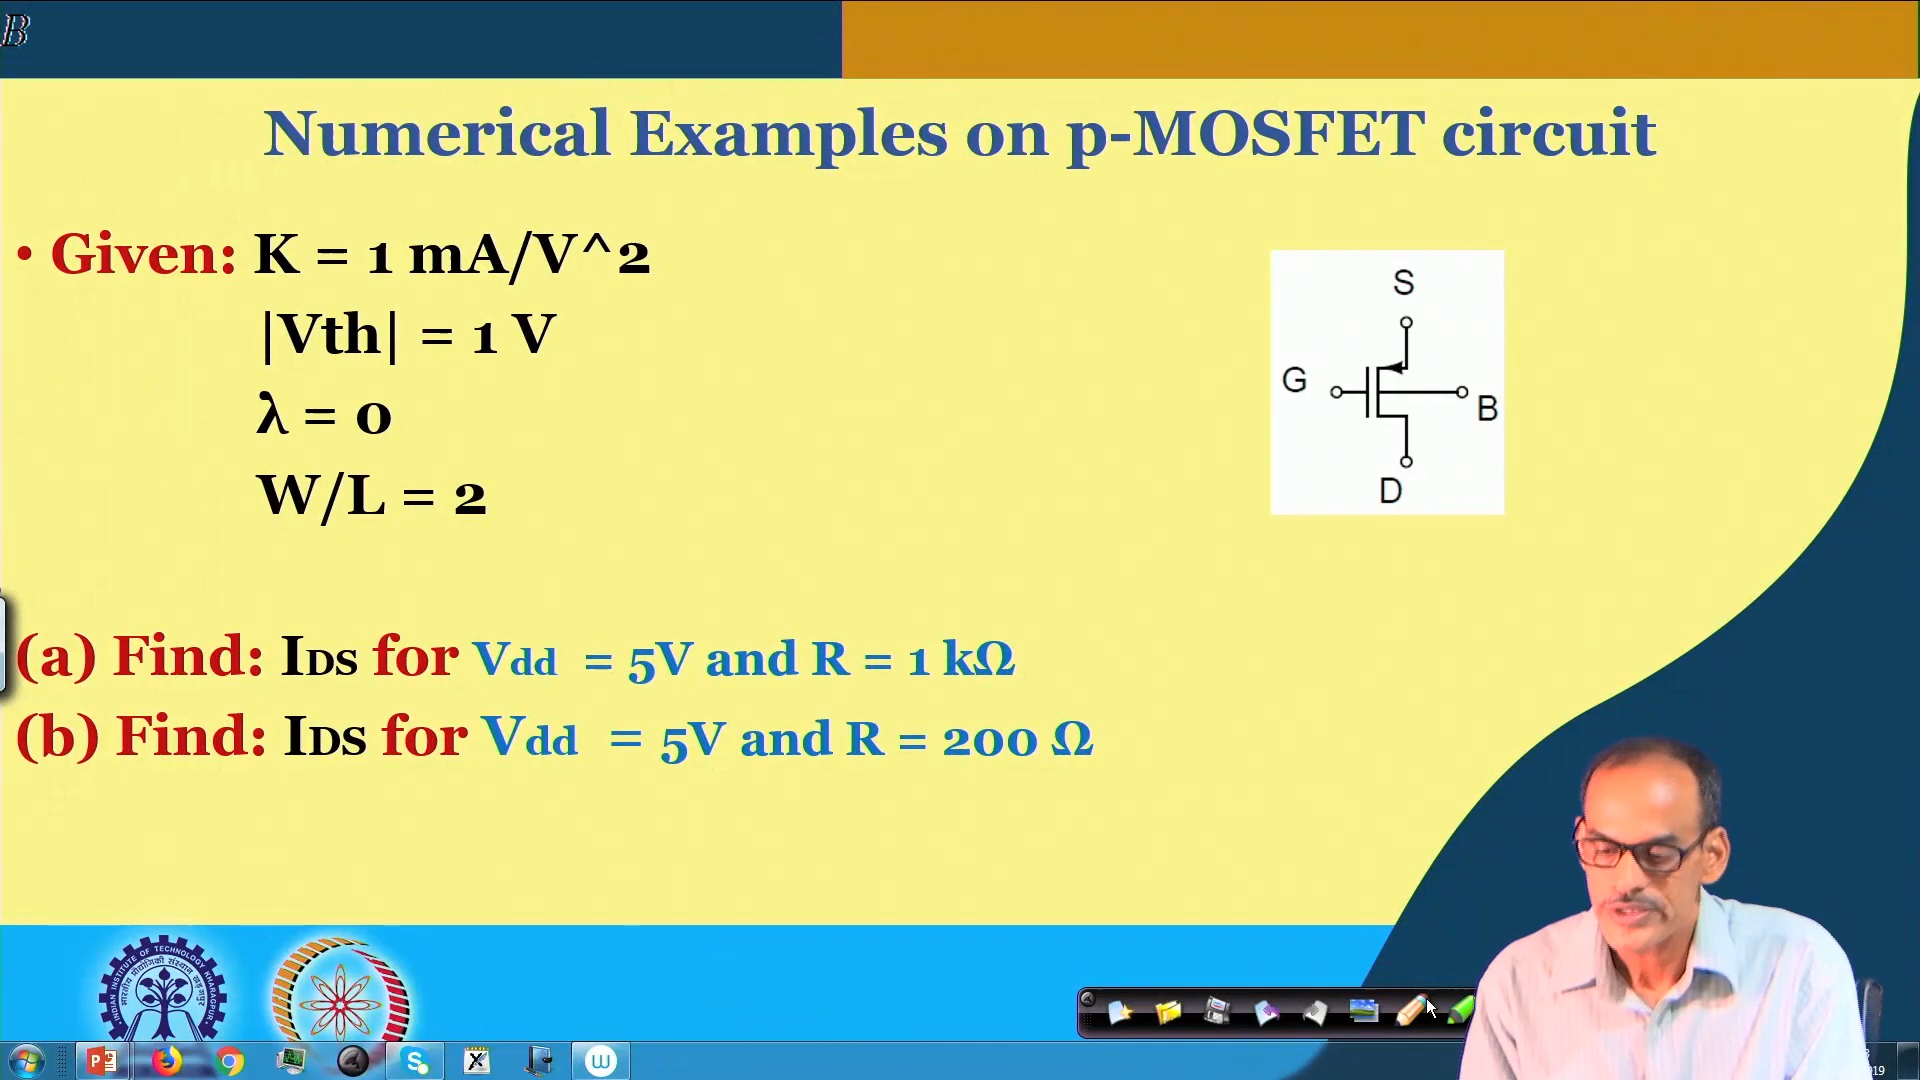 B
Numerical Examples on p-MOSFET circuit
• Given: K = 1 mA/V^2
|Vth| = 1 V
λ = 0
W/L = 2
S
G
B
D
(a) Find: IDS for Vdd = 5V and R = 1 kΩ
(b) Find: IDS for Vdd = 5V and R = 200 Ω
INDIAN INSTITUTE OF TECHNOLOGY KHARAGPUR
019